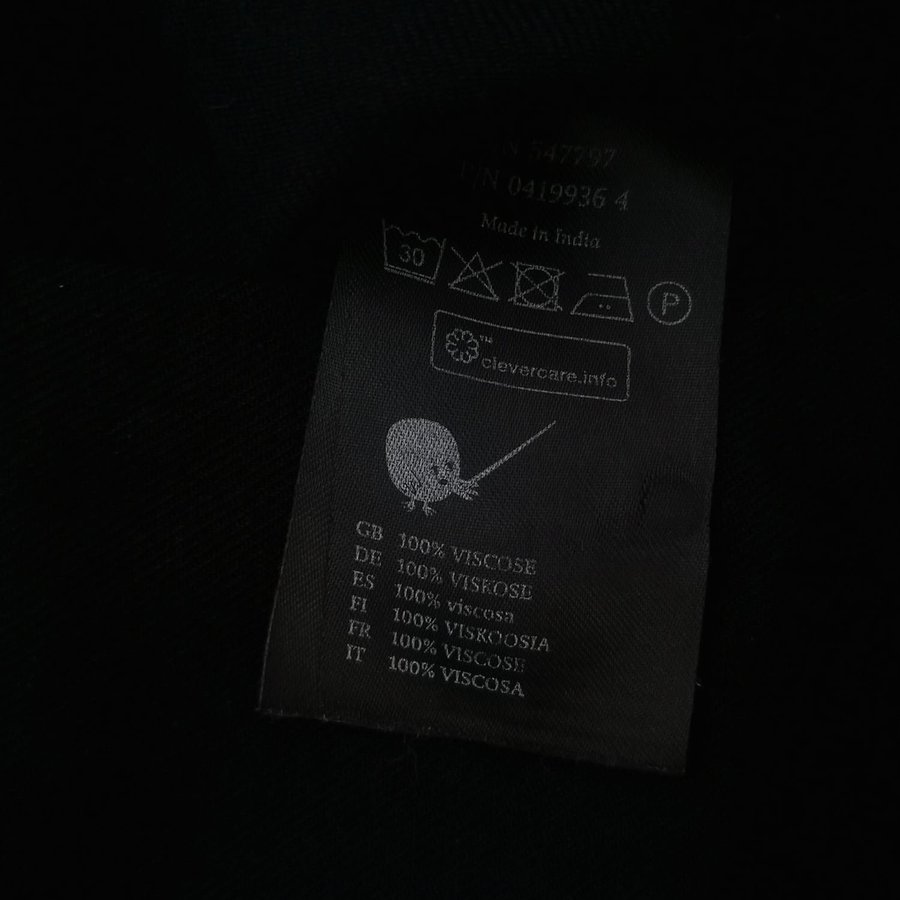 547797
P/N 0419936 4
Made in India
30 P
™ clevercare.info
GB 100% VISCOSE
DE 100% VISKOSE
ES 100% viscosa
FI 100% VISKOOSIA
FR 100% VISCOSE
IT 100% VISCOSA